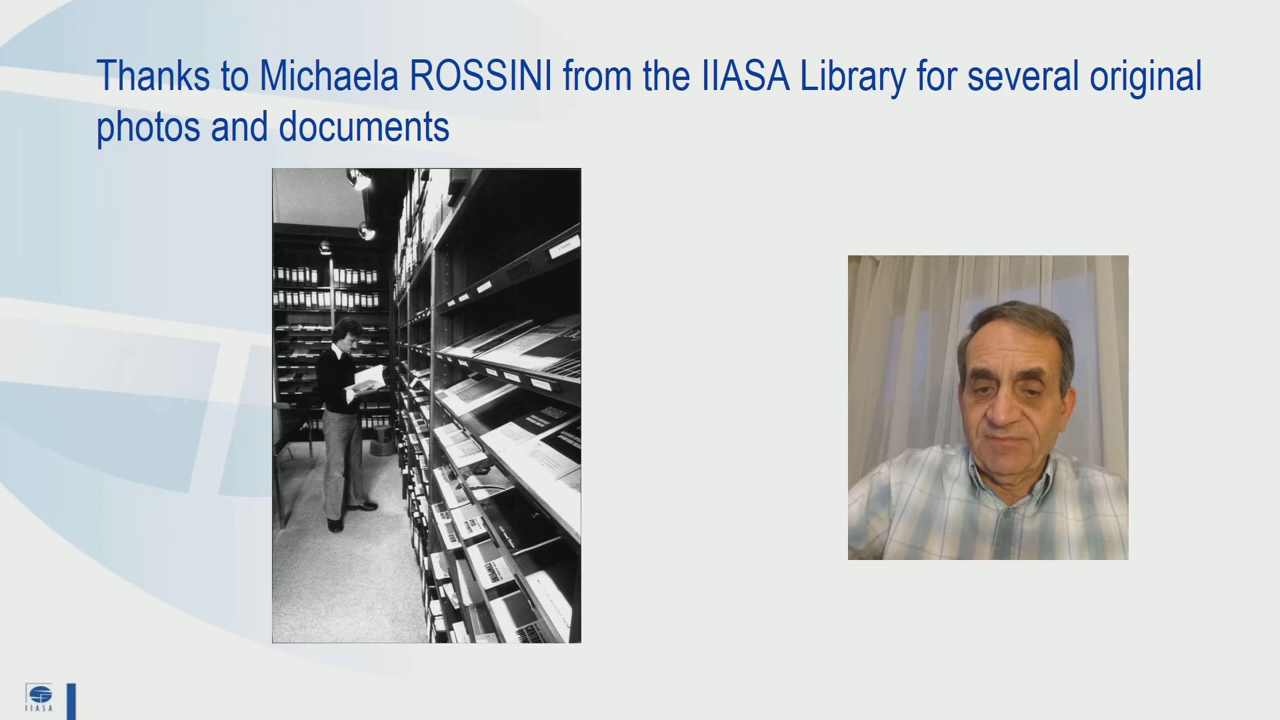 Thanks to Michaela ROSSINI from the IIASA Library for several original
photos and documents
IIASA